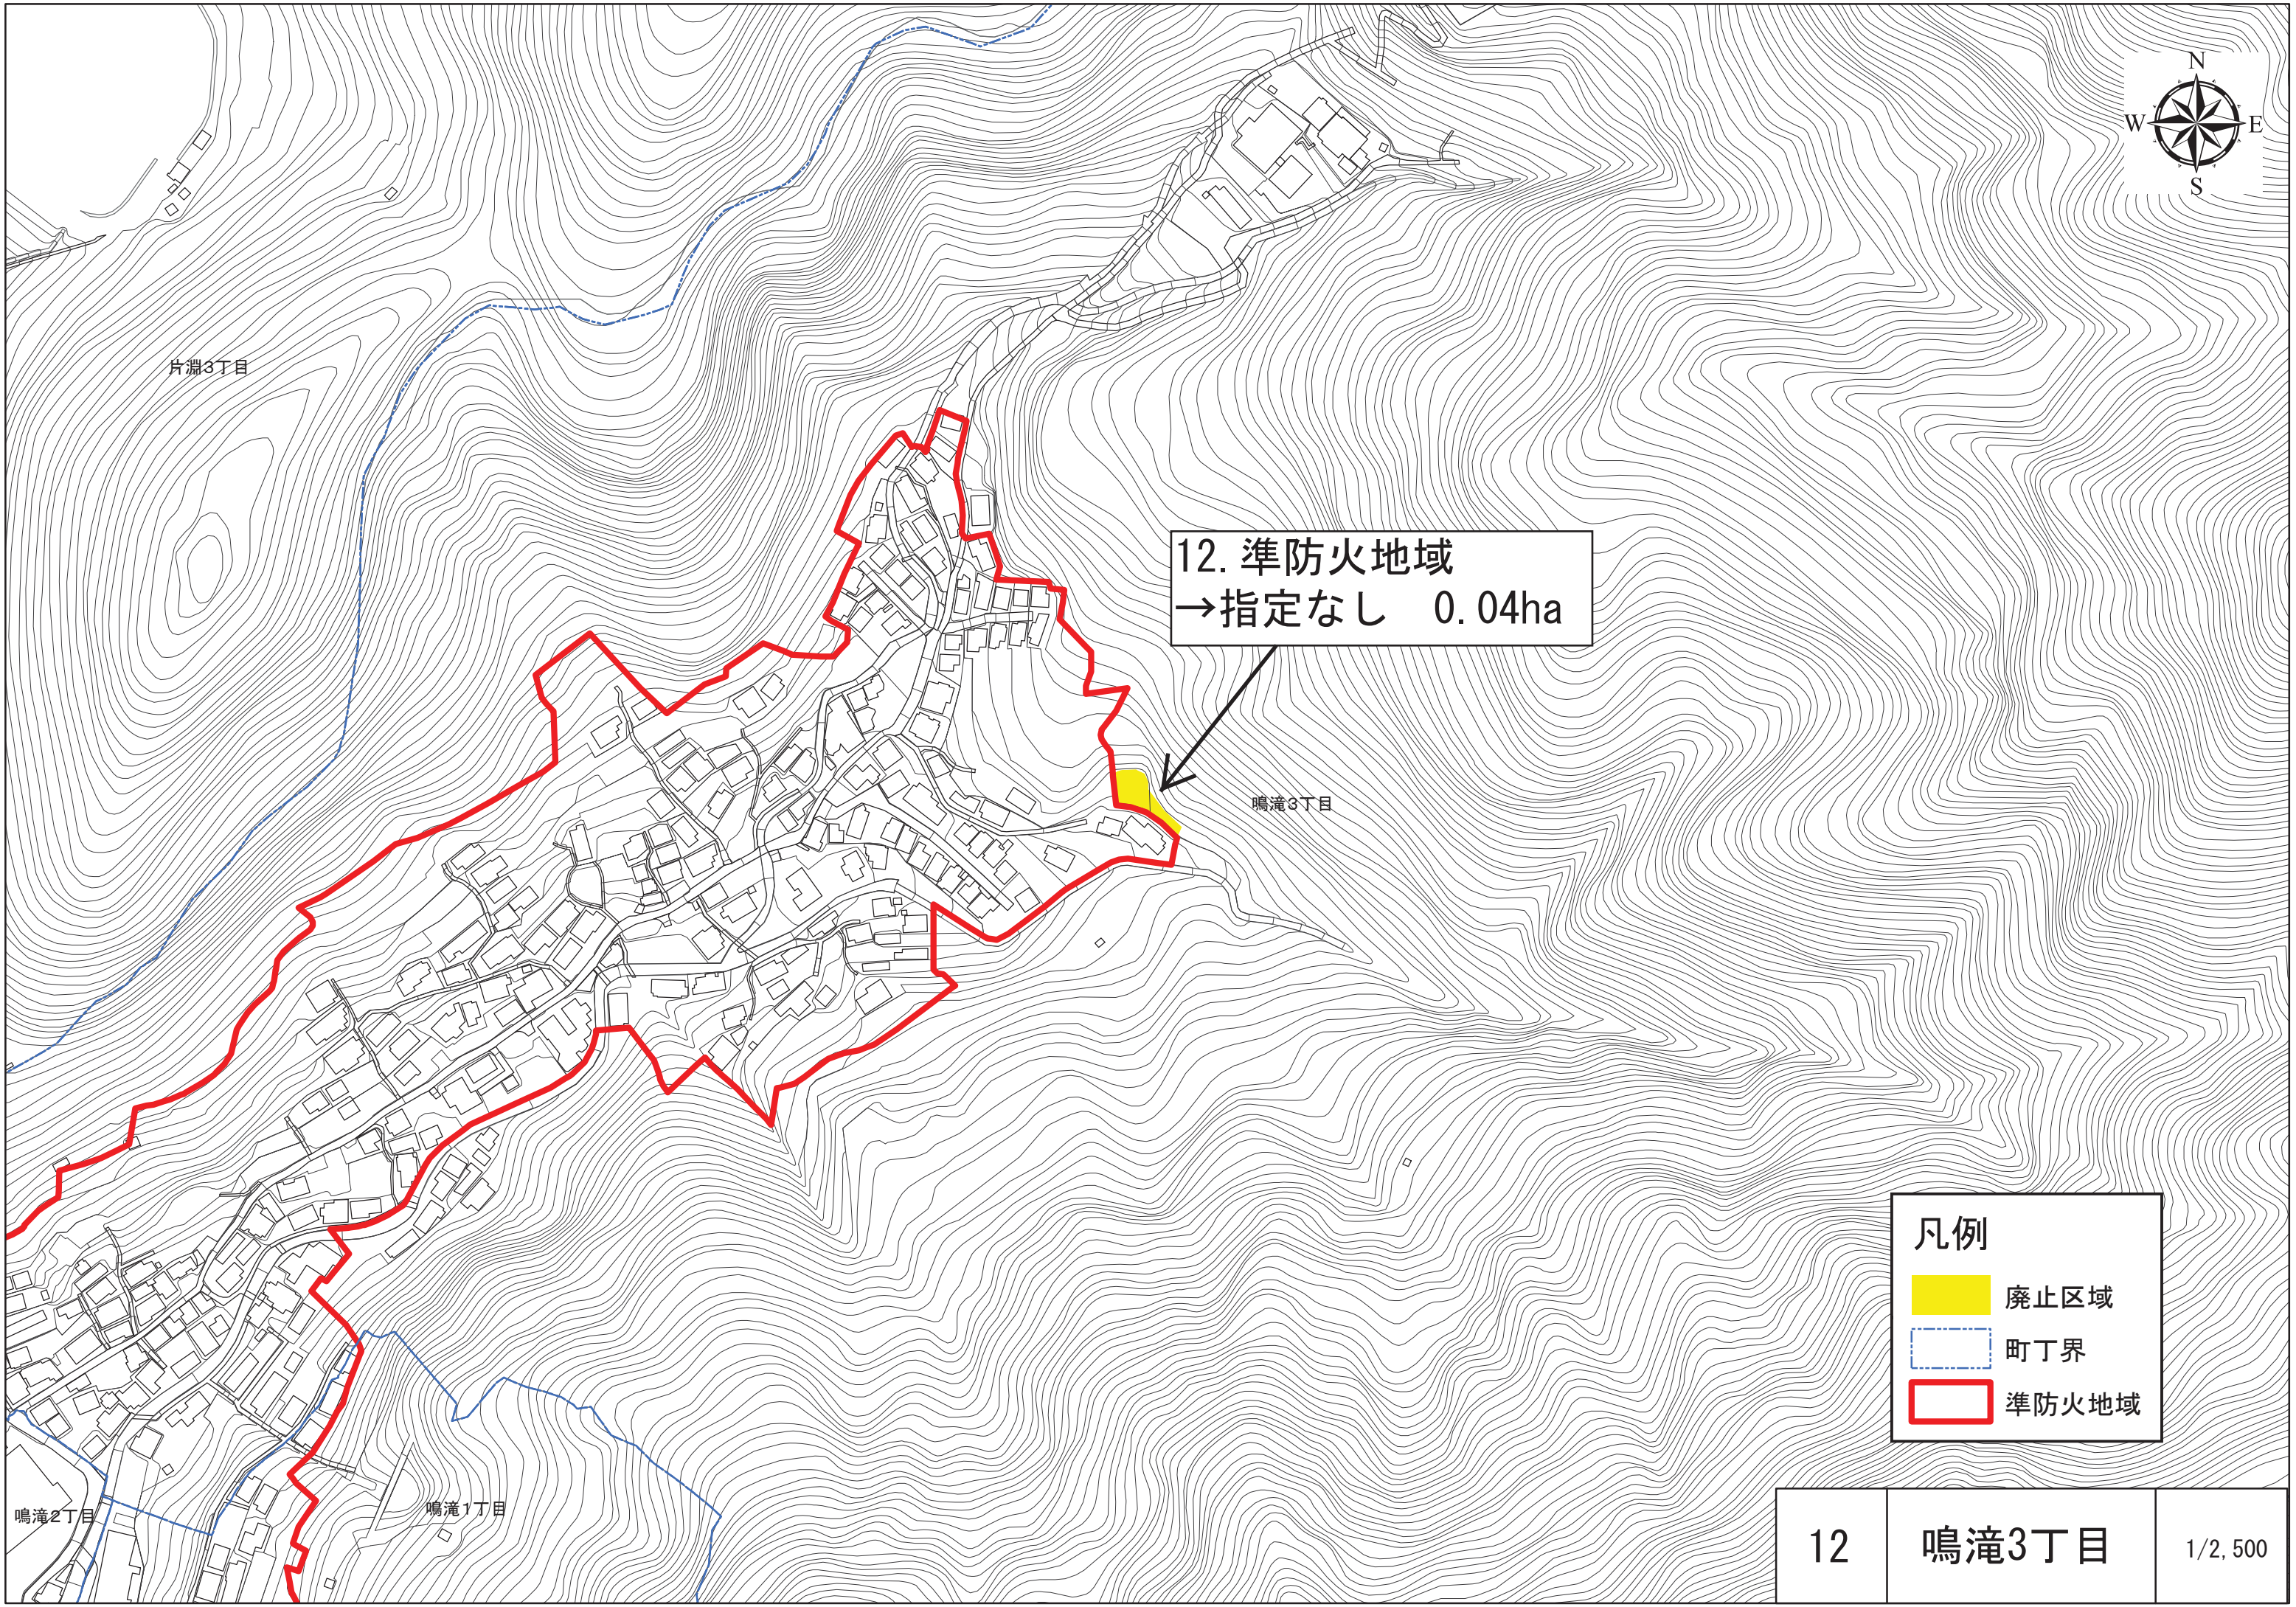 N
W
E
S
片淵3丁目
12.準防火地域
→指定なし　0.04ha
鳴滝3丁目
凡例
廃止区域
町丁界
準防火地域
鳴滝2丁目
鳴滝1丁目
12
鳴滝3丁目
1/2,500